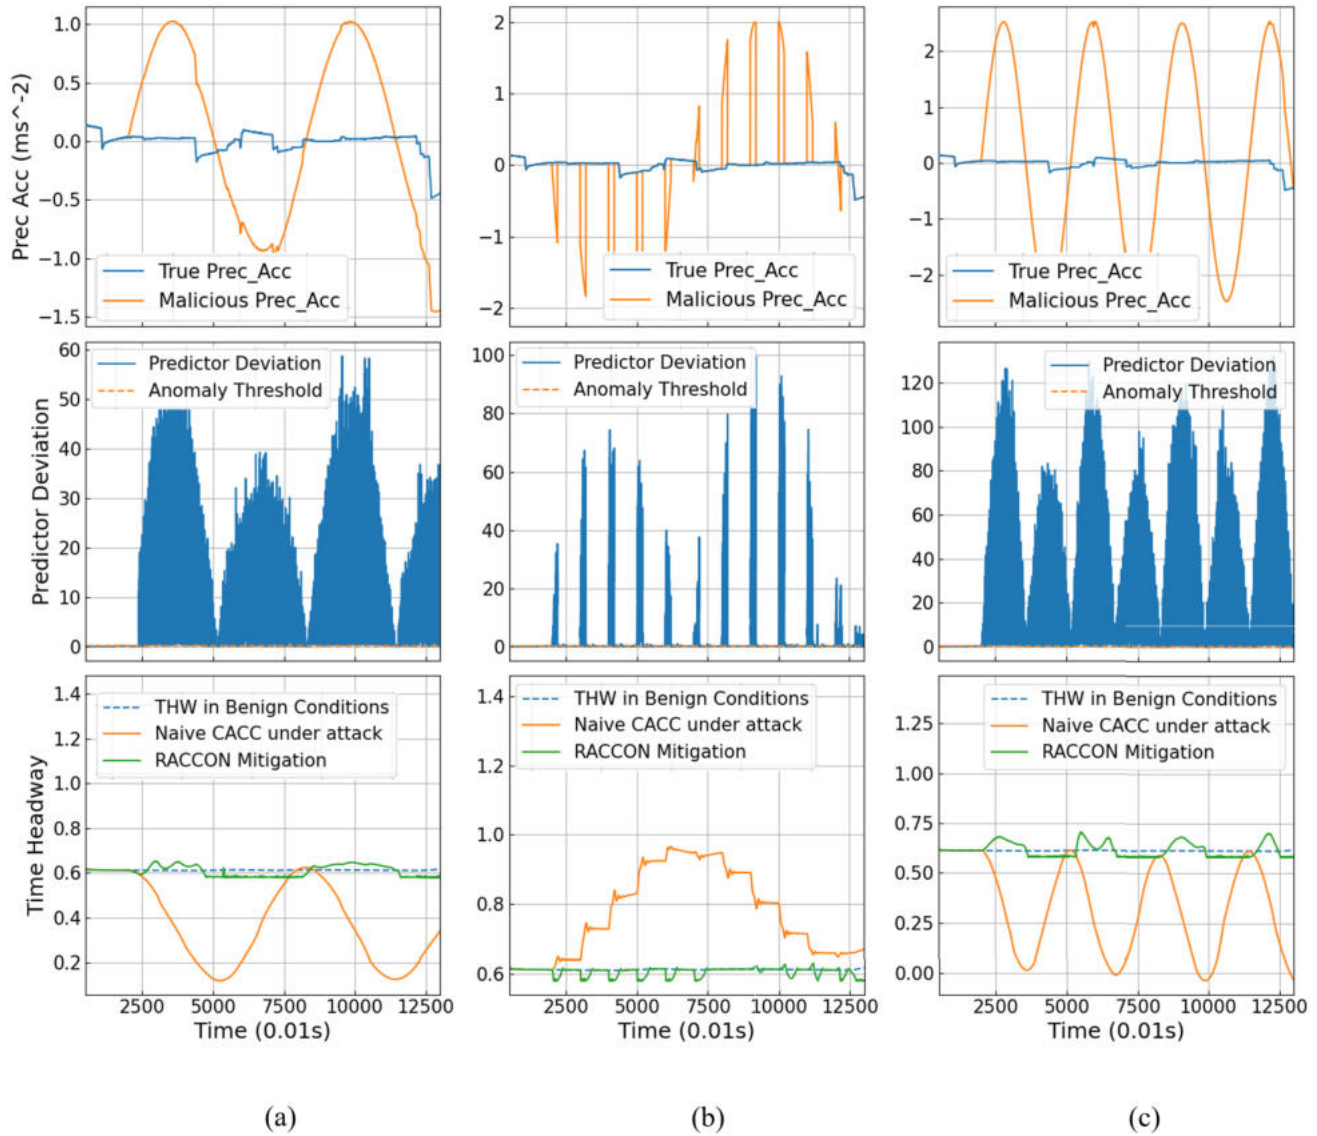 1.0
0.5
0.0
−0.5
−1.0
−1.5
Prec Acc (ms^-2)
True Prec_Acc
Malicious Prec_Acc
2
1
0
−1
−2
True Prec_Acc
Malicious Prec_Acc
2
1
0
−1
−2
True Prec_Acc
Malicious Prec_Acc
60
50
40
30
20
10
0
Predictor Deviation
Predictor Deviation
Anomaly Threshold
100
80
60
40
20
0
Predictor Deviation
Anomaly Threshold
120
100
80
60
40
20
0
Predictor Deviation
Anomaly Threshold
1.4
1.2
1.0
0.8
0.6
0.4
0.2
Time Headway
THW in Benign Conditions
Naive CACC under attack
RACCON Mitigation
2500 5000 7500 10000
Time (0.01s)
1.4
1.2
1.0
0.8
0.6
THW in Benign Conditions
Naive CACC under attack
RACCON Mitigation
2500 5000 7500 10000 12500
Time (0.01s)
1.25
1.00
0.75
0.50
0.25
0.00
THW in Benign Conditions
Naive CACC under attack
RACCON Mitigation
2500 5000 7500 10000 12500
Time (0.01s)
(a) (b) (c)